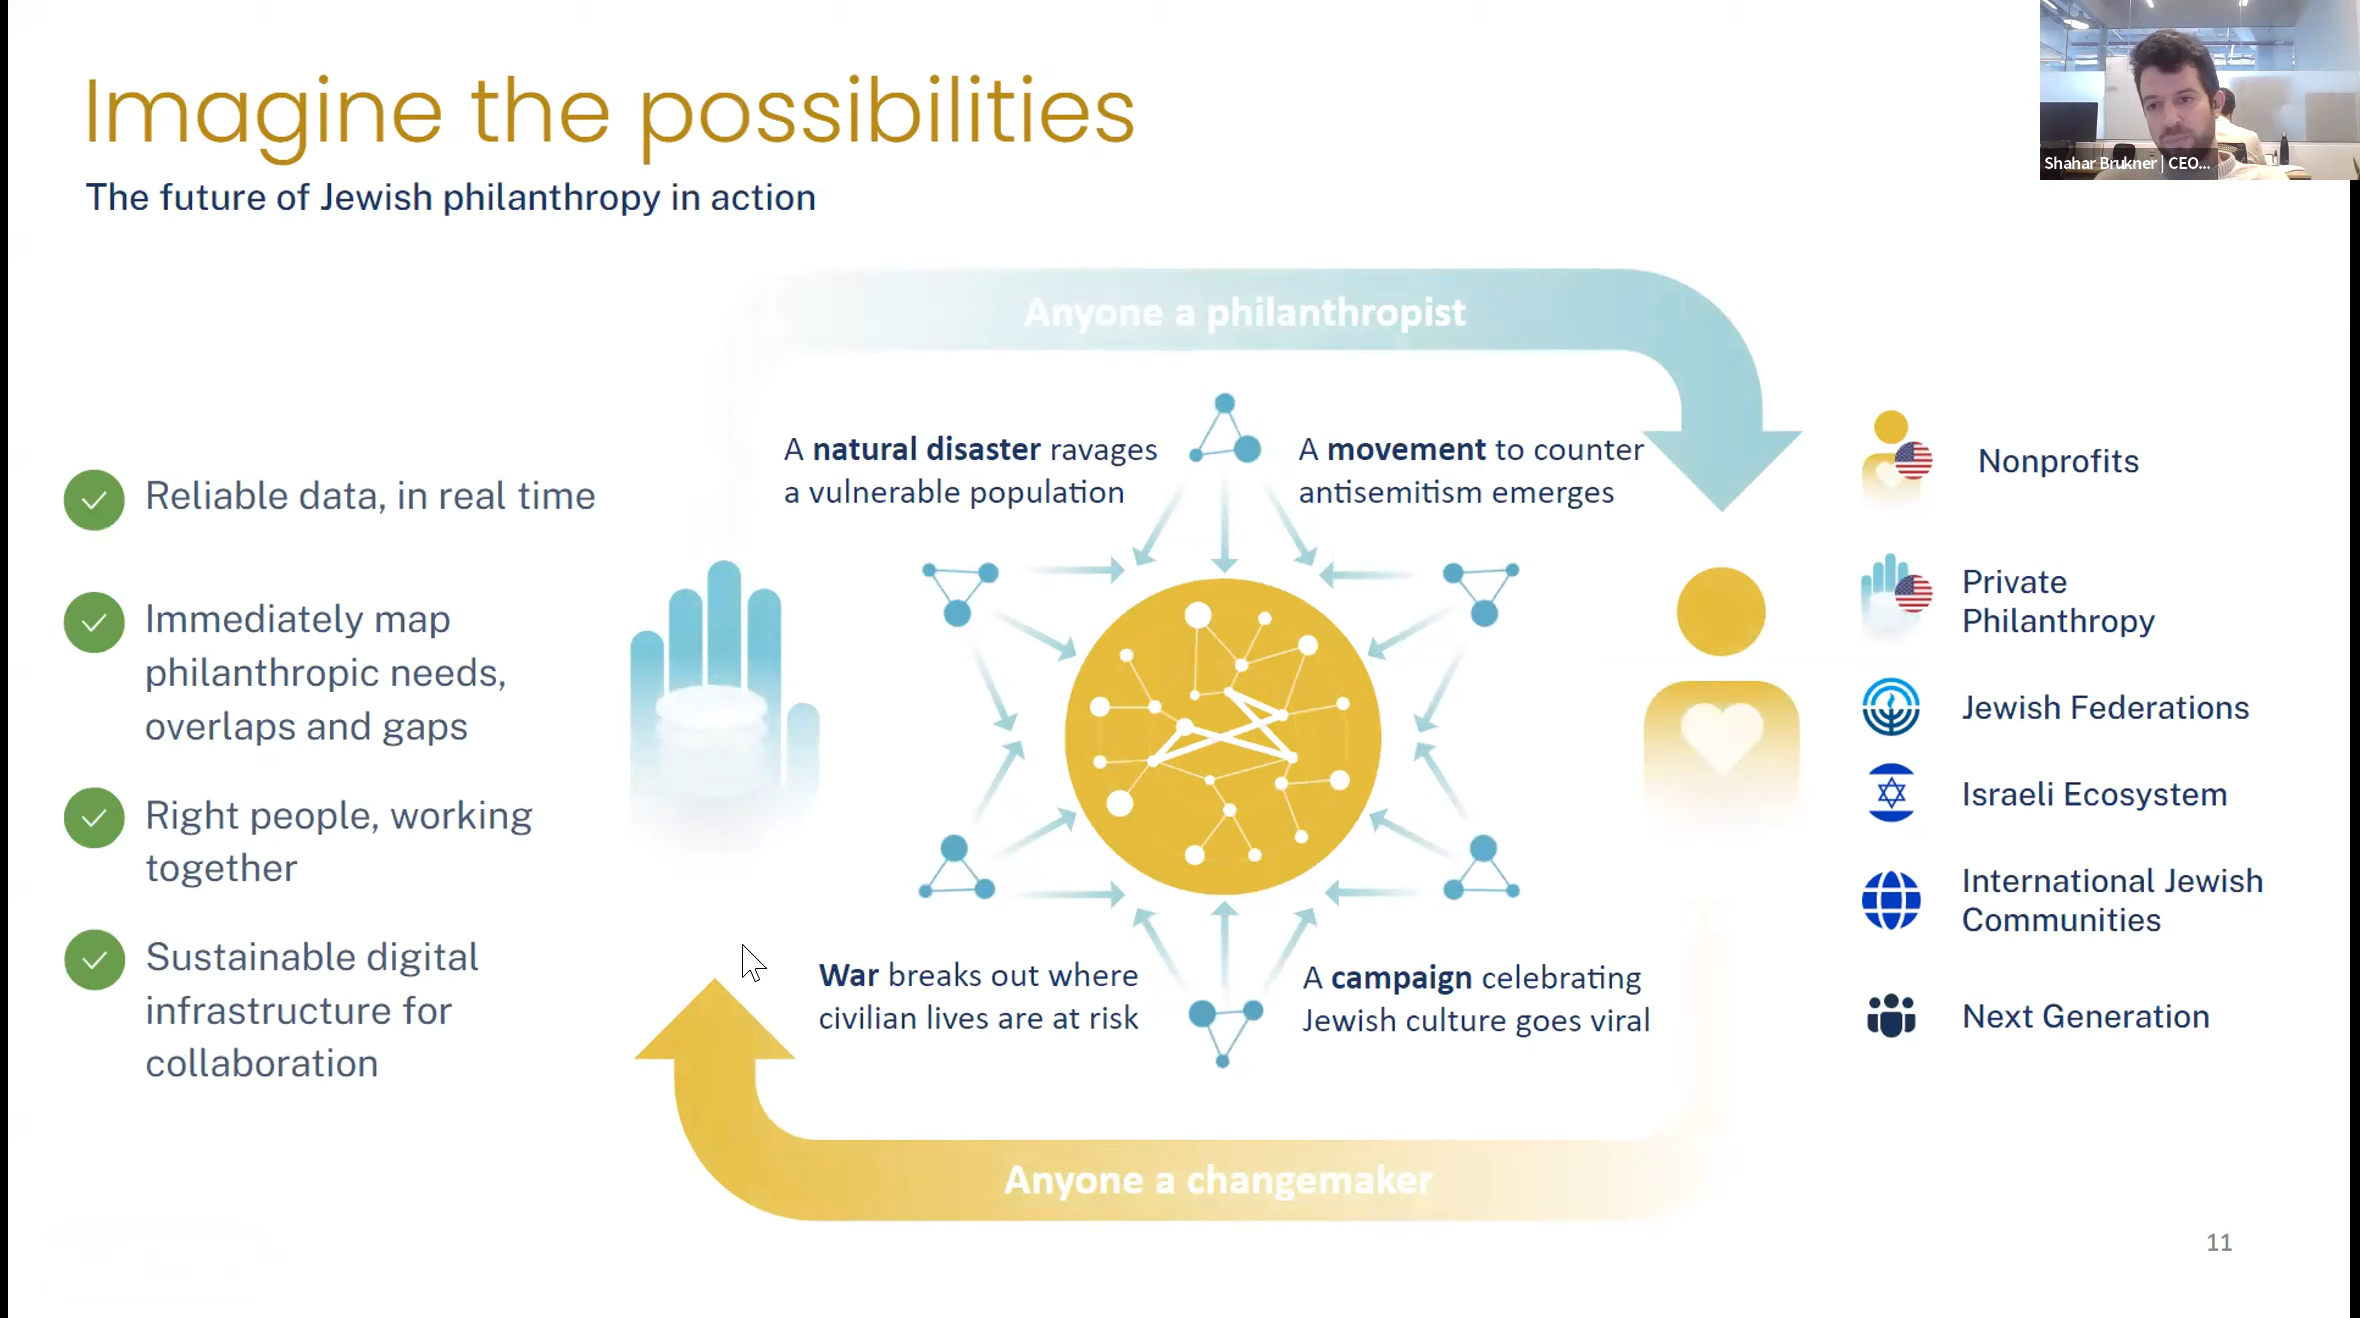 Imagine the possibilities
The future of Jewish philanthropy in action
Shahar Brukner | CEO...
Anyone a philanthropist
Reliable data, in real time
Immediately map
philanthropic needs,
overlaps and gaps
Right people, working
together
Sustainable digital
infrastructure for
collaboration
A natural disaster ravages
a vulnerable population
A movement to counter
antisemitism emerges
War breaks out where
civilian lives are at risk
A campaign celebrating
Jewish culture goes viral
Anyone a changemaker
Nonprofits
Private
Philanthropy
Jewish Federations
Israeli Ecosystem
International Jewish
Communities
Next Generation
11